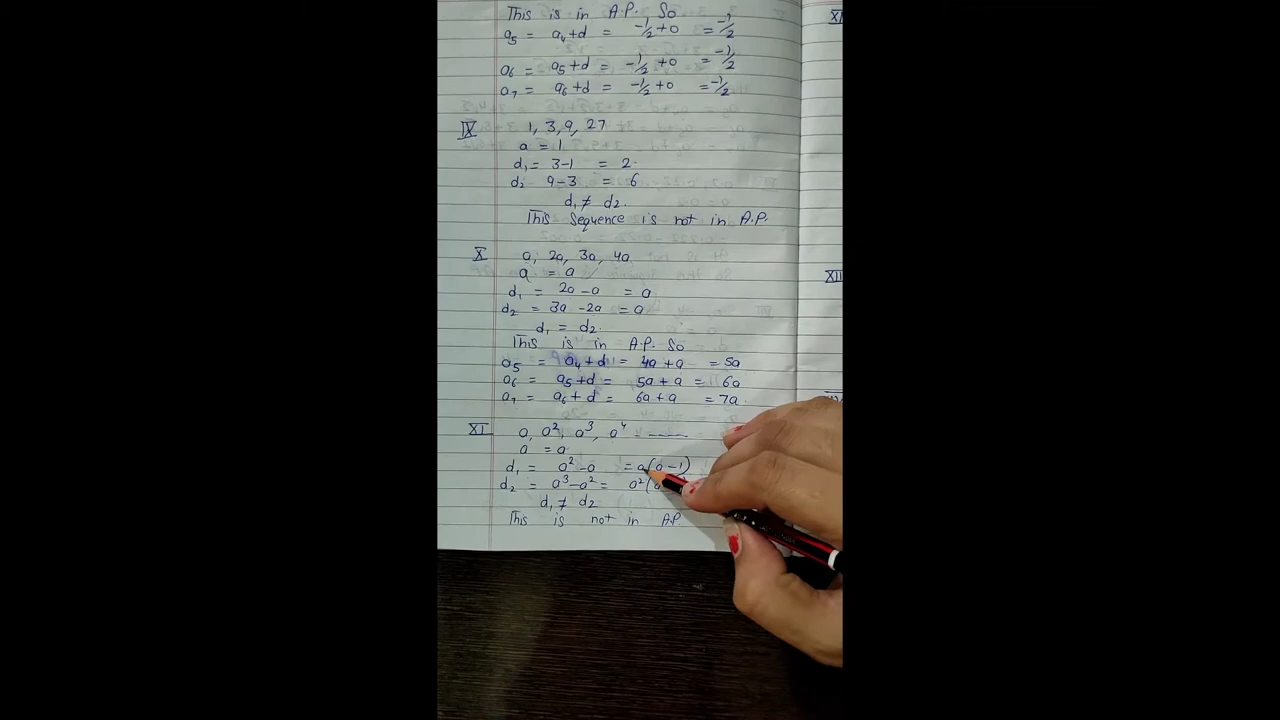 This is in A.P. So
a5 = a4+d = -1/2 +0 = -1/2
a6 = a5+d = -1/2 +0 = -1/2
a7 = a6+d = -1/2 +0 = -1/2
IX 1, 3, 9, 27
a = 1
d1 = 3-1 = 2.
d2 9-3 = 6
d1 ≠ d2.
This Sequence is not in A.P.
X a, 2a, 3a, 4a
a = a
d1 = 2a - a = a
d2 = 3a - 2a = a
d1 = d2.
This is in A.P. So
a5 = a4+d = 4a +a = 5a
a6 = a5+d = 5a + a = 6a
a7 = a6+d = 6a + a = 7a.
XI a, a², a³, a⁴ ------
a = a
d1 = a² - a = a(a-1)
d2 = a³ - a² = a²(a
d1 ≠ d2
This is not in A.P.
XI
XII